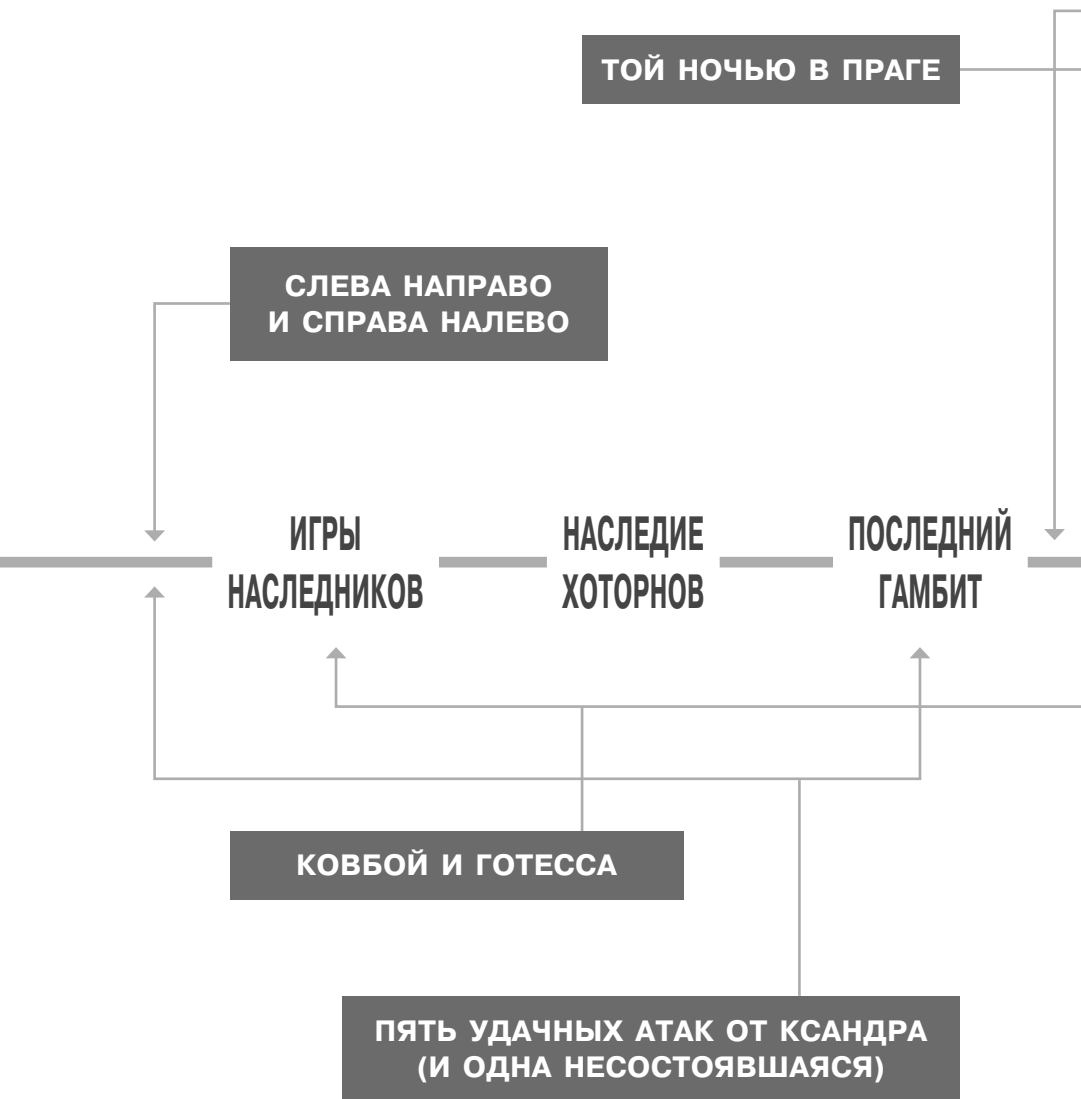 ТОЙ НОЧЬЮ В ПРАГЕ
СЛЕВА НАПРАВО
И СПРАВА НАЛЕВО
ИГРЫ
НАСЛЕДНИКОВ
НАСЛЕДИЕ
ХОТОРНОВ
ПОСЛЕДНИЙ
ГАМБИТ
КОВБОЙ И ГОТЕССА
ПЯТЬ УДАЧНЫХ АТАК ОТ КСАНДРА
(И ОДНА НЕСОСТОЯВШАЯСЯ)